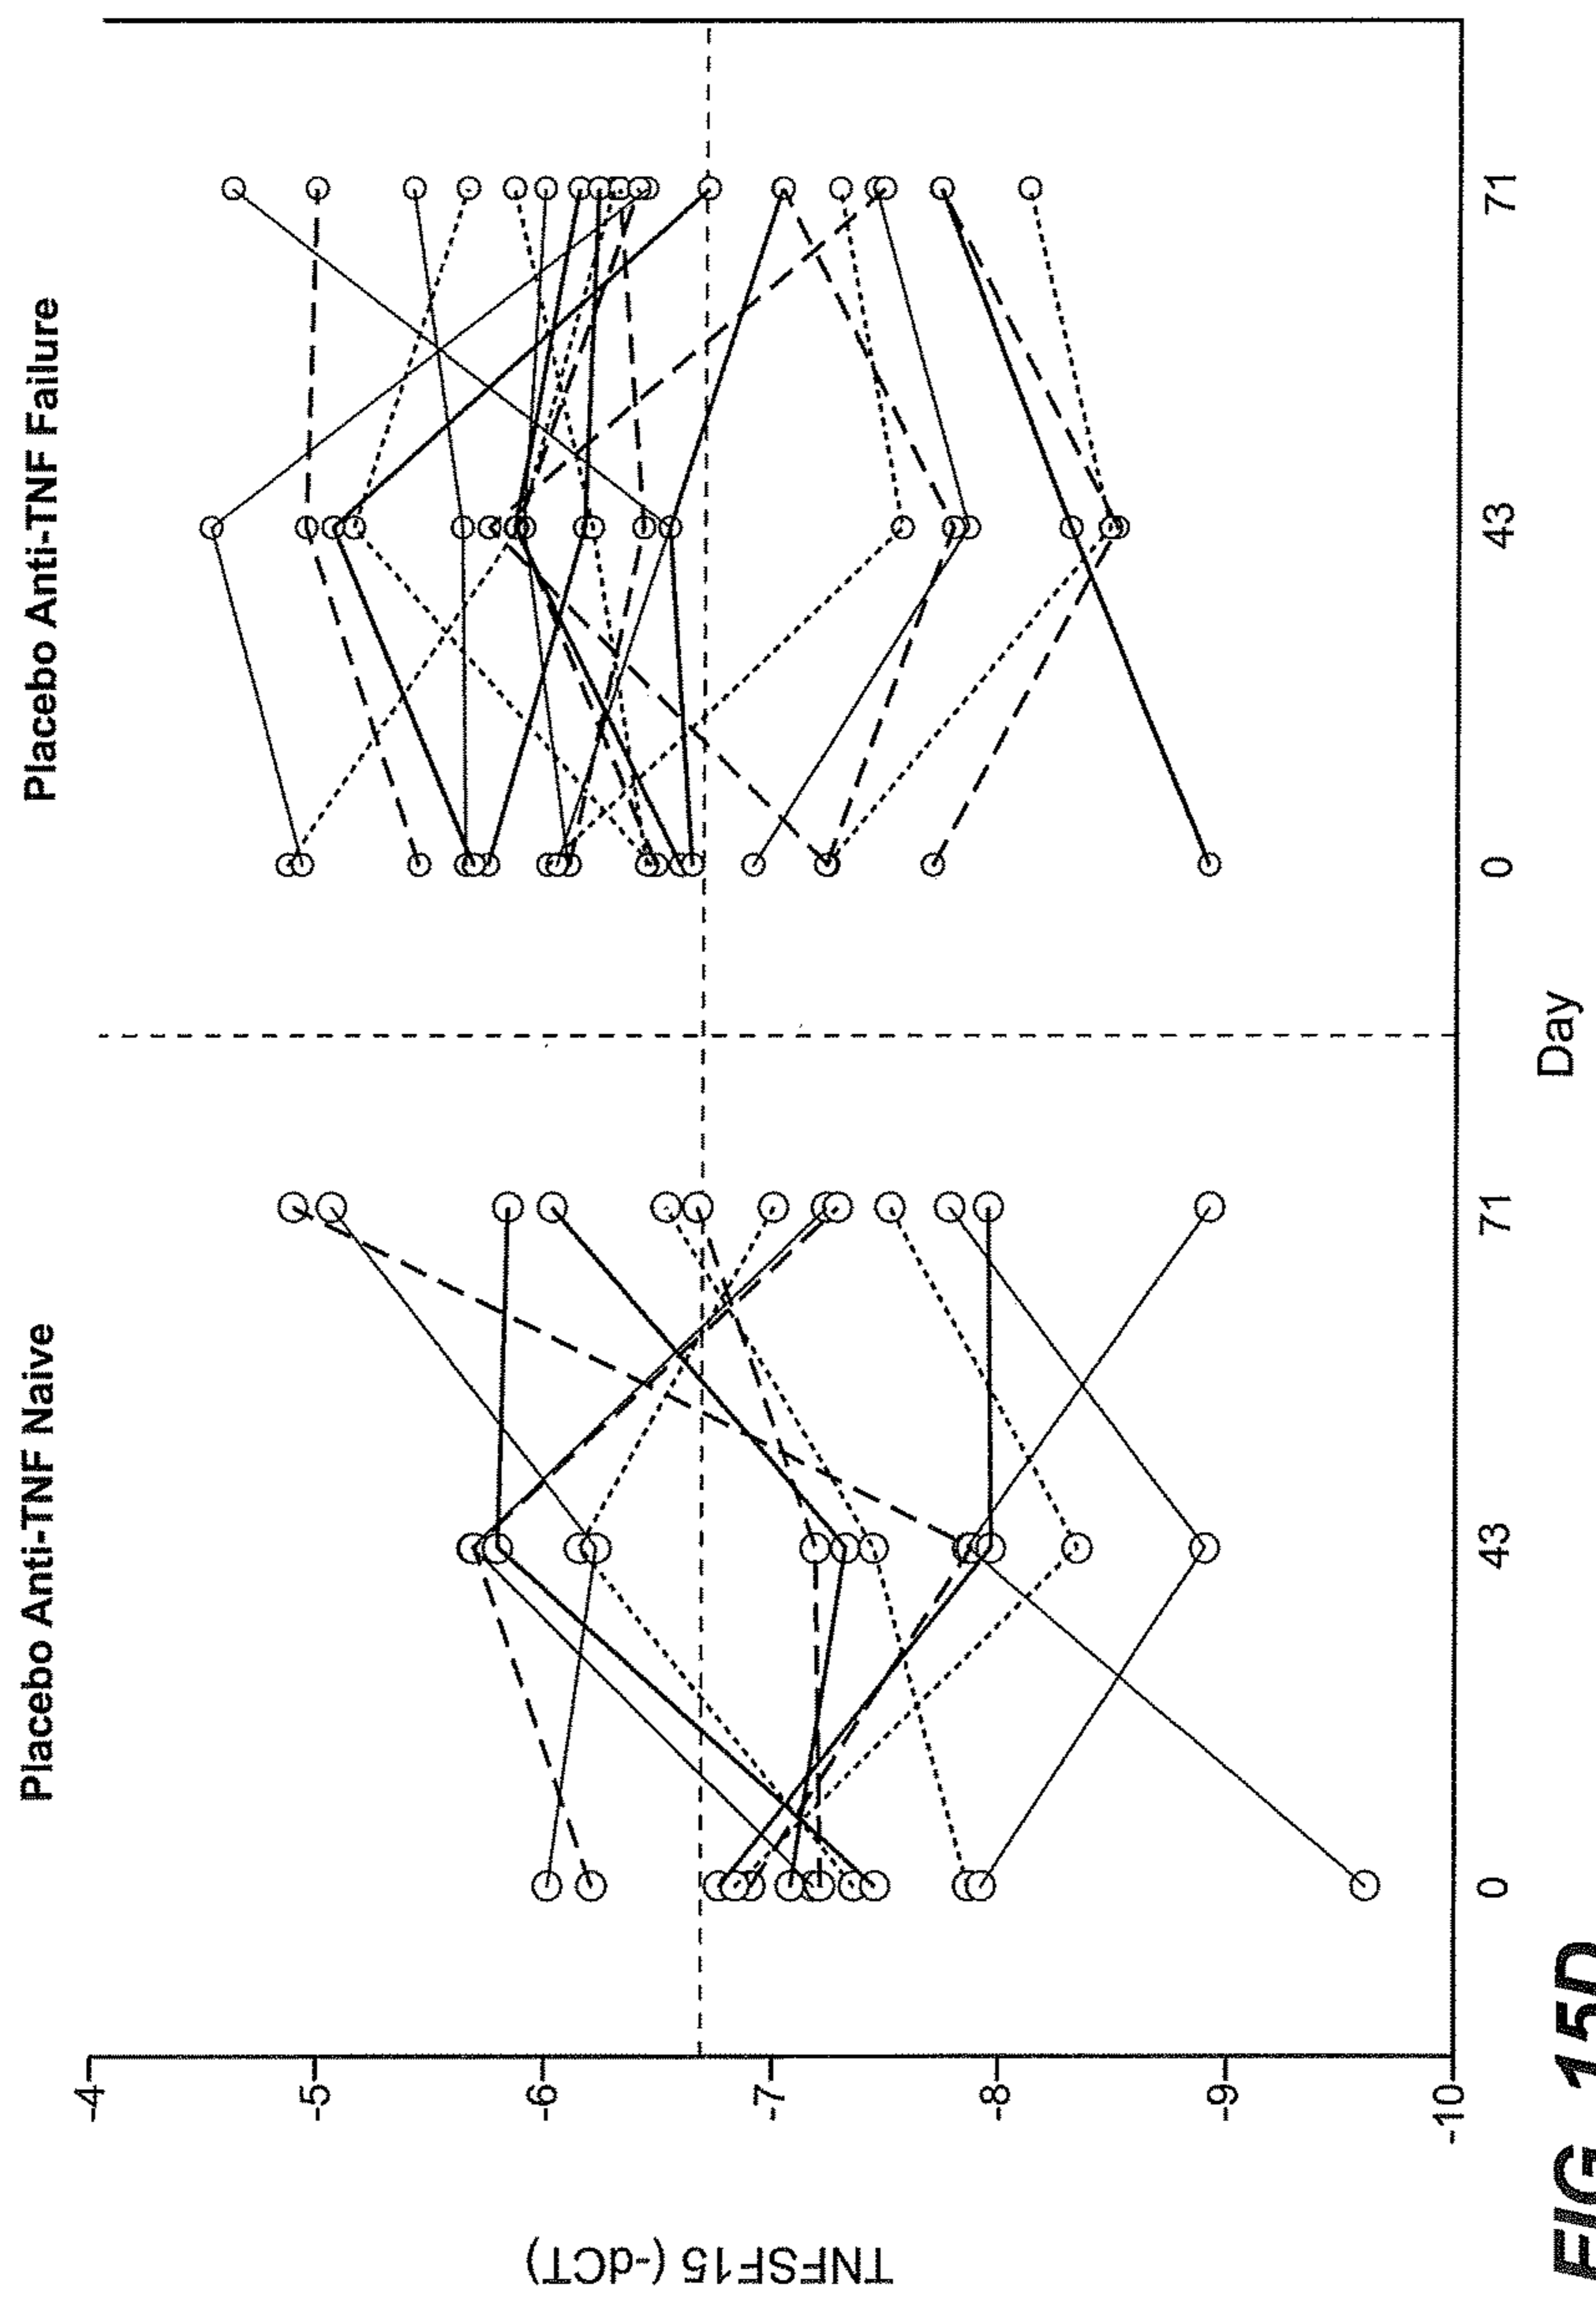 Placebo Anti-TNF Naive
Placebo Anti-TNF Failure
TNFSF15 (-dCT)
-4
-5
-6
-7
-8
-9
-10
0
43
71
0
43
71
Day
FIG. 15D